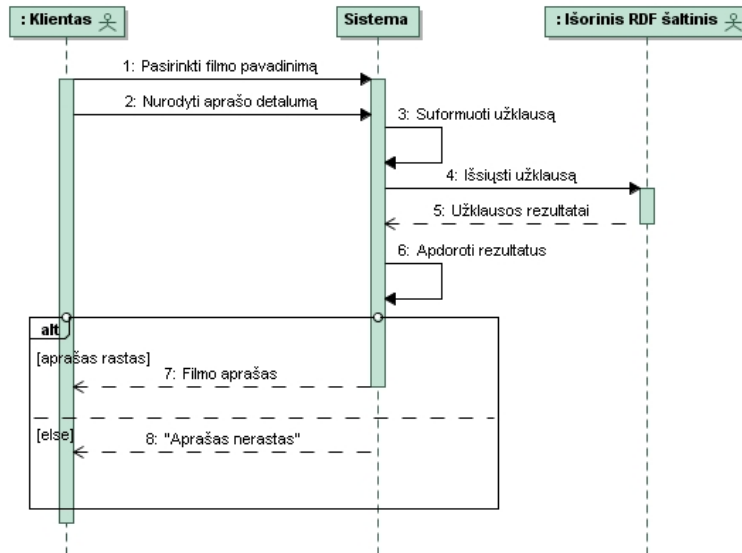 : Klientas
Sistema
: Išorinis RDF šaltinis
1: Pasirinkti filmo pavadinimą
2: Nurodyti aprašo detalumą
3: Suformuoti užklausą
4: Išsiųsti užklausą
5: Užklausos rezultatai
6: Apdoroti rezultatus
alt
[aprašas rastas]
7: Filmo aprašas
[else]
8: "Aprašas nerastas"